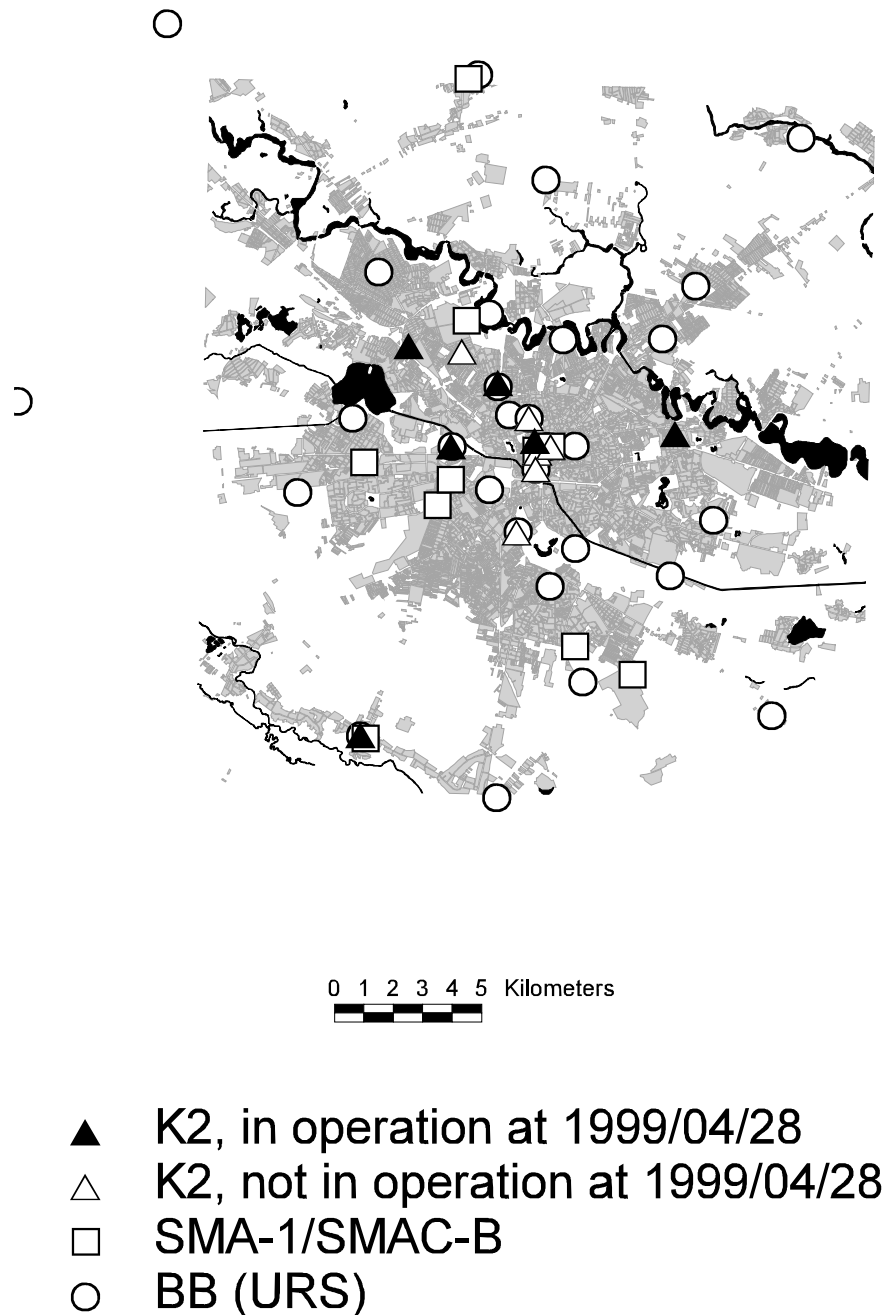 0 1 2 3 4 5 Kilometers
K2, in operation at 1999/04/28
K2, not in operation at 1999/04/28
SMA-1/SMAC-B
BB (URS)